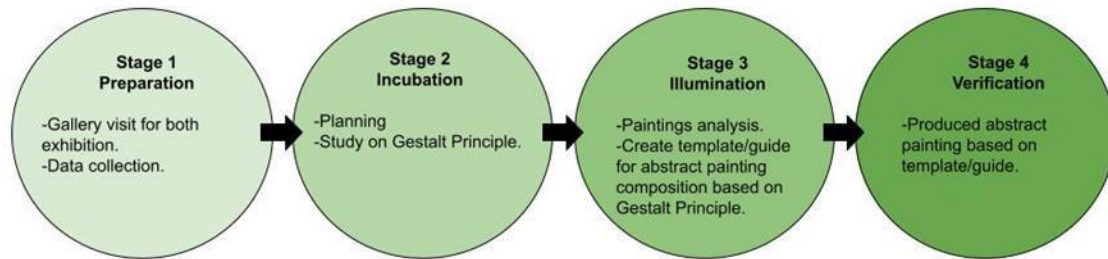 Stage 1
Preparation
-Gallery visit for both
exhibition.
-Data collection.
Stage 2
Incubation
-Planning
-Study on Gestalt Principle.
Stage 3
Illumination
-Paintings analysis.
-Create template/guide
for abstract painting
composition based on
Gestalt Principle.
Stage 4
Verification
-Produced abstract
painting based on
template/guide.